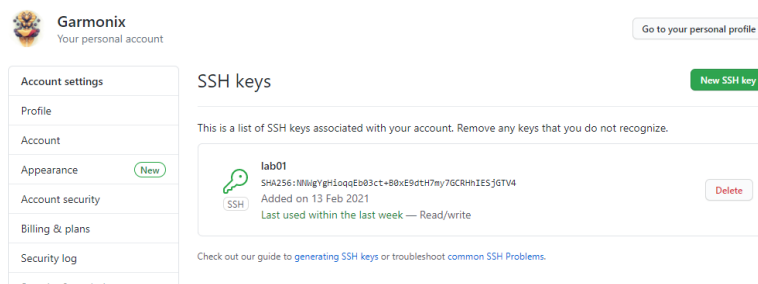 Garmonix
Your personal account
Go to your personal profile
Account settings
Profile
Account
Appearance New
Account security
Billing & plans
Security log
SSH keys
New SSH key
This is a list of SSH keys associated with your account. Remove any keys that you do not recognize.
lab01
SHA256:NNWgYgHioqqEb03ct+B0xE9dtH7my7GCRHhIESjGTV4
Added on 13 Feb 2021
Last used within the last week — Read/write
SSH
Delete
Check out our guide to generating SSH keys or troubleshoot common SSH Problems.